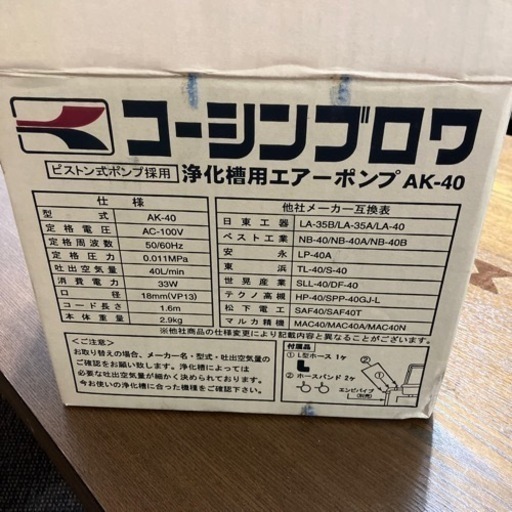 コーシンブロワ
ピストン式ポンプ採用 浄化槽用エアーポンプ AK-40
仕様
型式 AK-40
定格電圧 AC-100V
定格周波数 50/60Hz
定格圧力 0.011MPa
吐出空気量 40L/min
消費電力 33W
口径 18mm(VP13)
コード長さ 1.6m
本体重量 2.9kg
他社メーカー互換表
日東工器 LA-35B/LA-35A/LA-40
ベスト工業 NB-40/NB-40A/NB-40B
安永 LP-40A
東浜 TL-40/S-40
世晃産業 SLL-40/DF-40
テクノ高槻 HP-40/SPP-40GJ-L
松下電工 SAF40/SAF40T
マルカ精機 MAC40/MAC40A/MAC40N
※他社商品の仕様変更により記載内容と異なることがございます。
<ご注意>
お取り替えの場合、メーカー名・型式・吐出空気量の
ご確認をお願いします。浄化槽によっては
必要な吐出空気量が細かく決められております。
今お使いの浄化槽に合った機種をご確認下さい。
付属品
① L型ホース 1ケ
② ホースバンド 2ケ
①
②
エンビパイプ